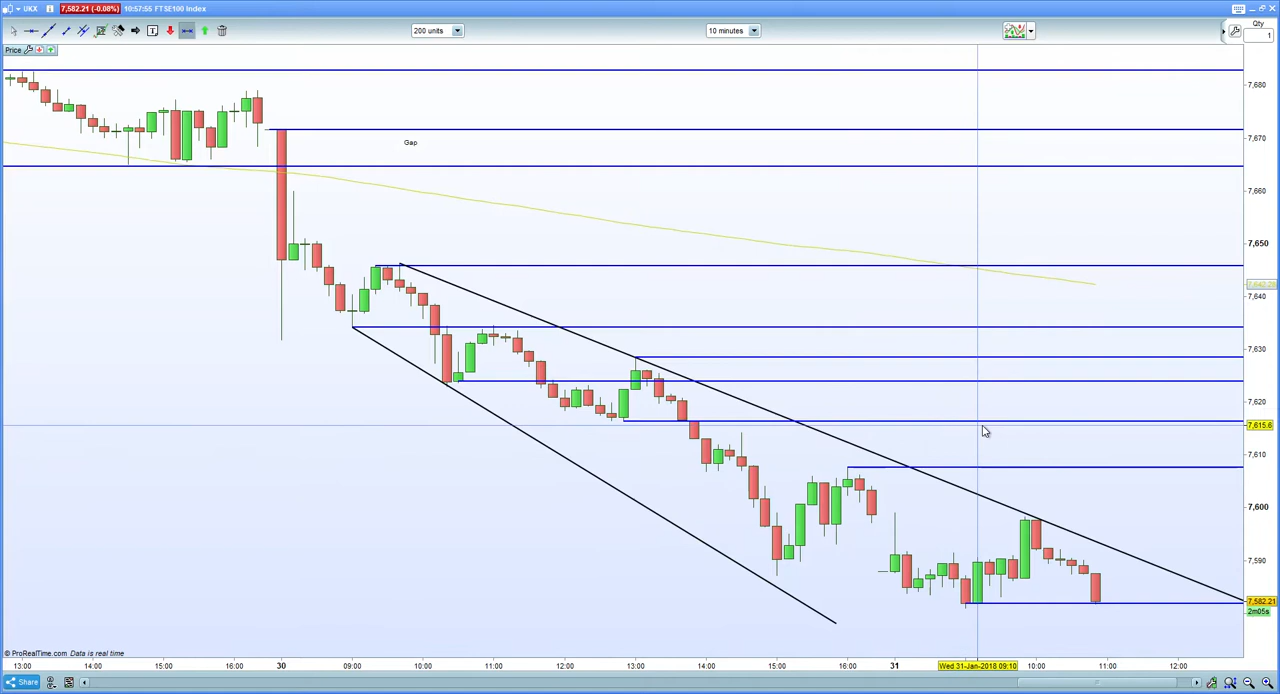 UKX 7,582.21 (-0.08%) 10:57:55 FTSE100 Index
200 units 10 minutes Qty
1
Price
7,680
7,670
Gap
7,660
7,650
7,640
7,630
7,620
7,615.6
7,610
7,600
7,590
7,582.21
2m05s
© ProRealTime.com Data is real time
13:00 14:00 15:00 16:00 30 09:00 10:00 11:00 12:00 13:00 14:00 15:00 16:00 31 Wed 31-Jan-2018 09:10 10:00 11:00 12:00
Share